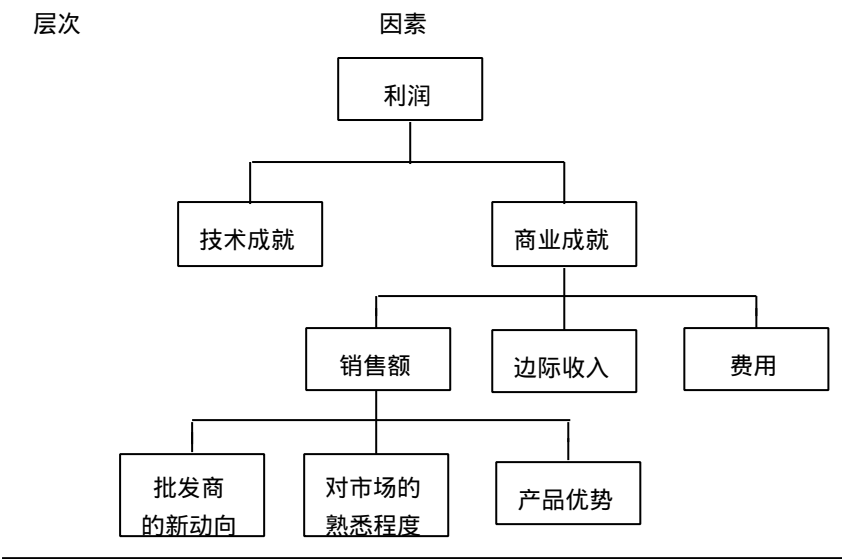 层次 因素
利润
技术成就 商业成就
销售额 边际收入 费用
批发商
的新动向
对市场的
熟悉程度
产品优势